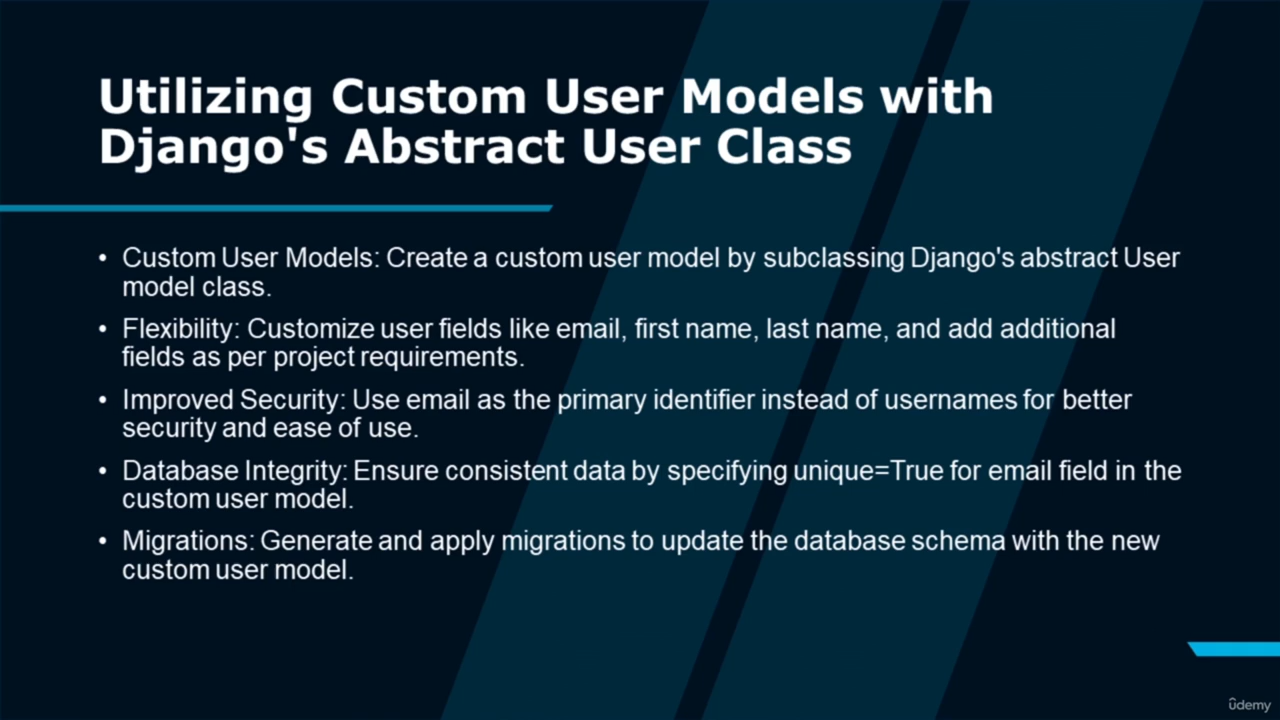 Utilizing Custom User Models with
Django's Abstract User Class
• Custom User Models: Create a custom user model by subclassing Django's abstract User
model class.
• Flexibility: Customize user fields like email, first name, last name, and add additional
fields as per project requirements.
• Improved Security: Use email as the primary identifier instead of usernames for better
security and ease of use.
• Database Integrity: Ensure consistent data by specifying unique=True for email field in the
custom user model.
• Migrations: Generate and apply migrations to update the database schema with the new
custom user model.
ûdemy